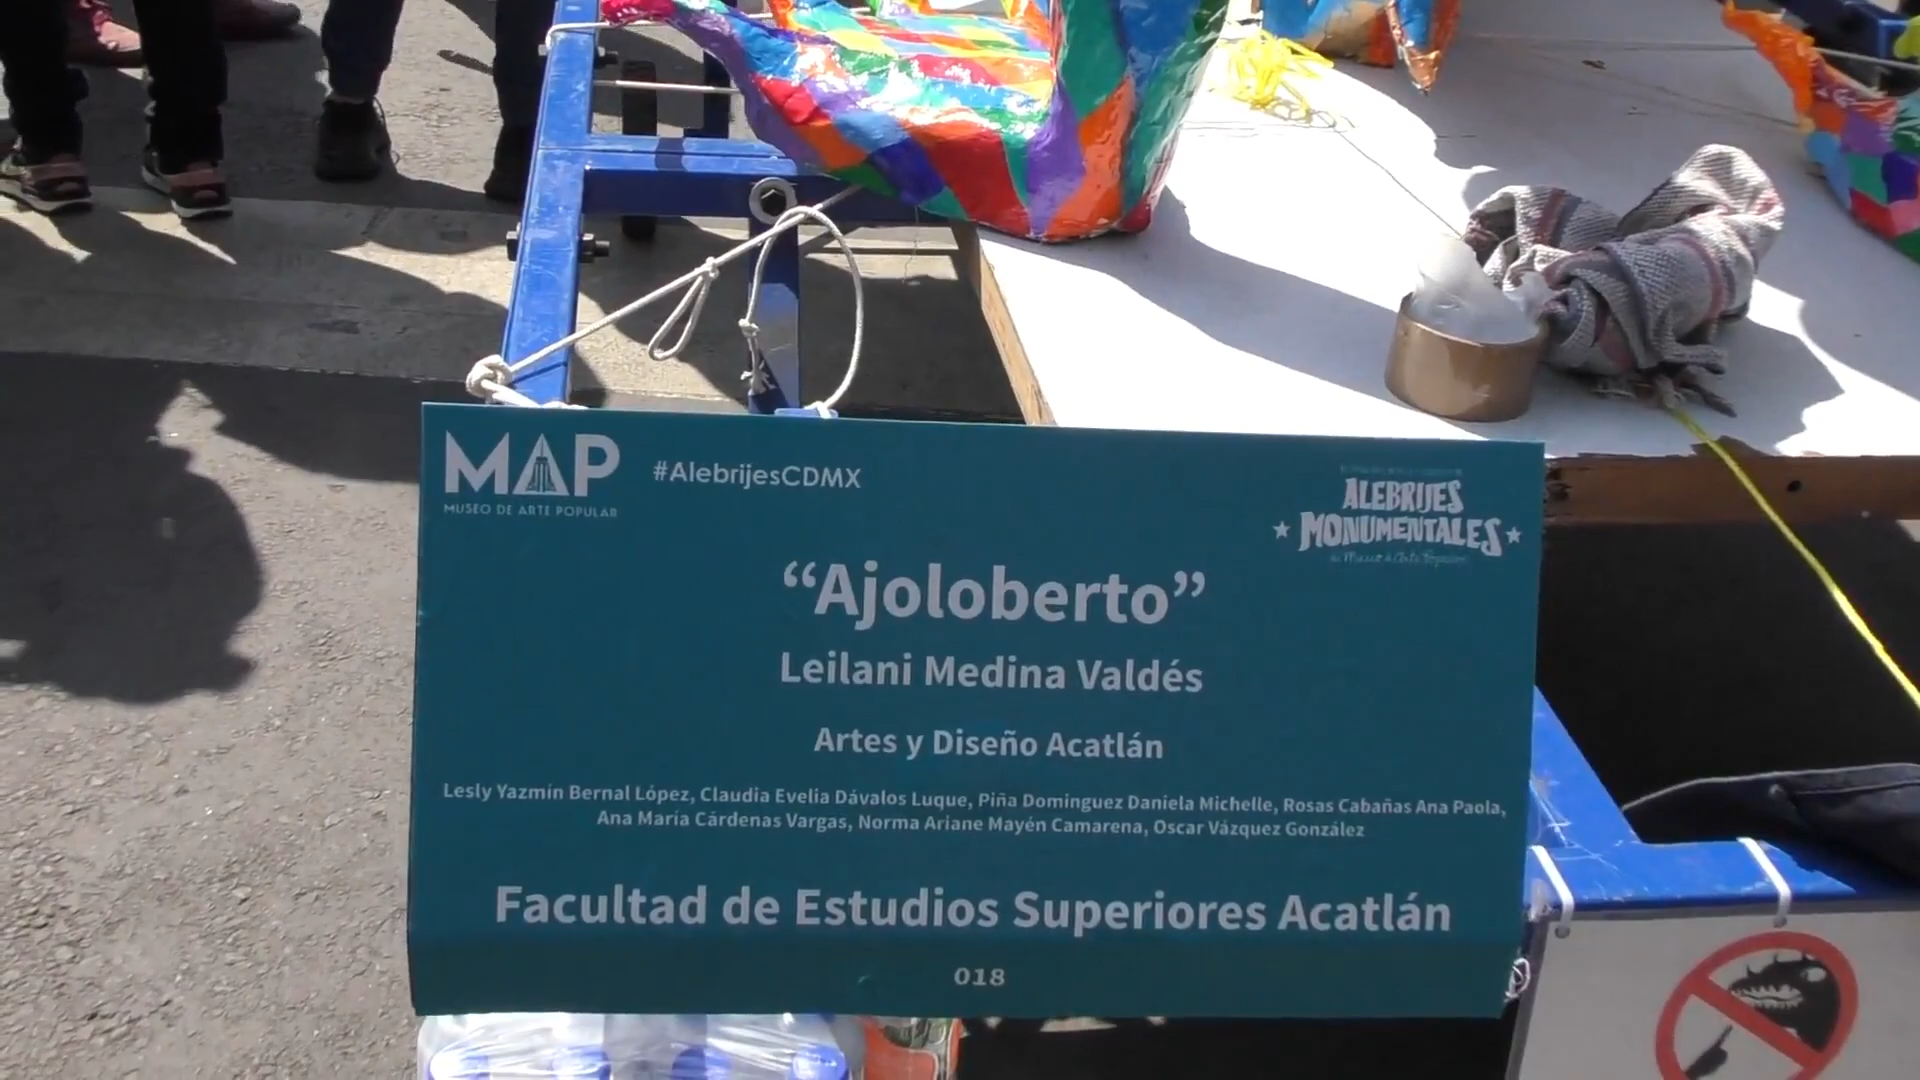 MAP
MUSEO DE ARTE POPULAR
#AlebrijesCDMX
ALEBRIJES
MONUMENTALES
“Ajoloberto”
Leilani Medina Valdés
Artes y Diseño Acatlán
Lesly Yazmín Bernal López, Claudia Evelia Dávalos Luque, Piña Dominguez Daniela Michelle, Rosas Cabañas Ana Paola,
Ana María Cárdenas Vargas, Norma Ariane Mayén Camarena, Oscar Vázquez González
Facultad de Estudios Superiores Acatlán
018